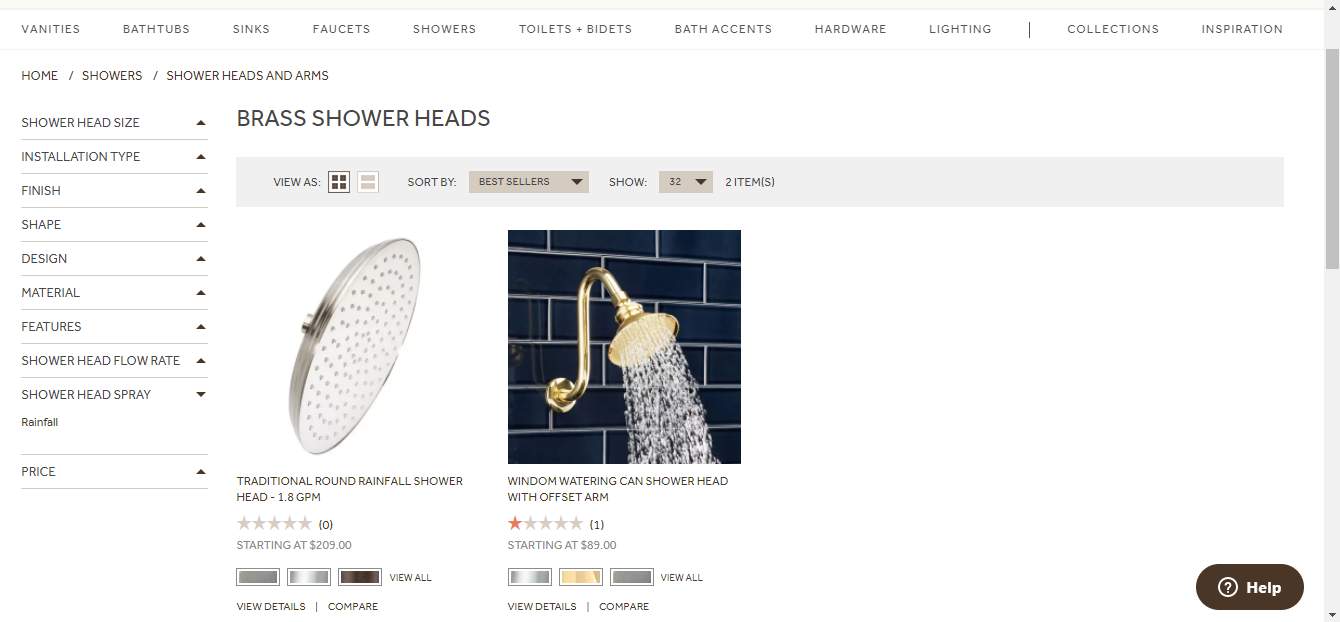 VANITIES BATHTUBS SINKS FAUCETS SHOWERS TOILETS + BIDETS BATH ACCENTS HARDWARE LIGHTING | COLLECTIONS INSPIRATION
HOME / SHOWERS / SHOWER HEADS AND ARMS
SHOWER HEAD SIZE
INSTALLATION TYPE
FINISH
SHAPE
DESIGN
MATERIAL
FEATURES
SHOWER HEAD FLOW RATE
SHOWER HEAD SPRAY
Rainfall
PRICE
BRASS SHOWER HEADS
VIEW AS: SORT BY: BEST SELLERS SHOW: 32 2 ITEM(S)
TRADITIONAL ROUND RAINFALL SHOWER
HEAD - 1.8 GPM
(0)
STARTING AT $209.00
VIEW ALL
VIEW DETAILS | COMPARE
WINDOM WATERING CAN SHOWER HEAD
WITH OFFSET ARM
(1)
STARTING AT $89.00
VIEW ALL
VIEW DETAILS | COMPARE
? Help